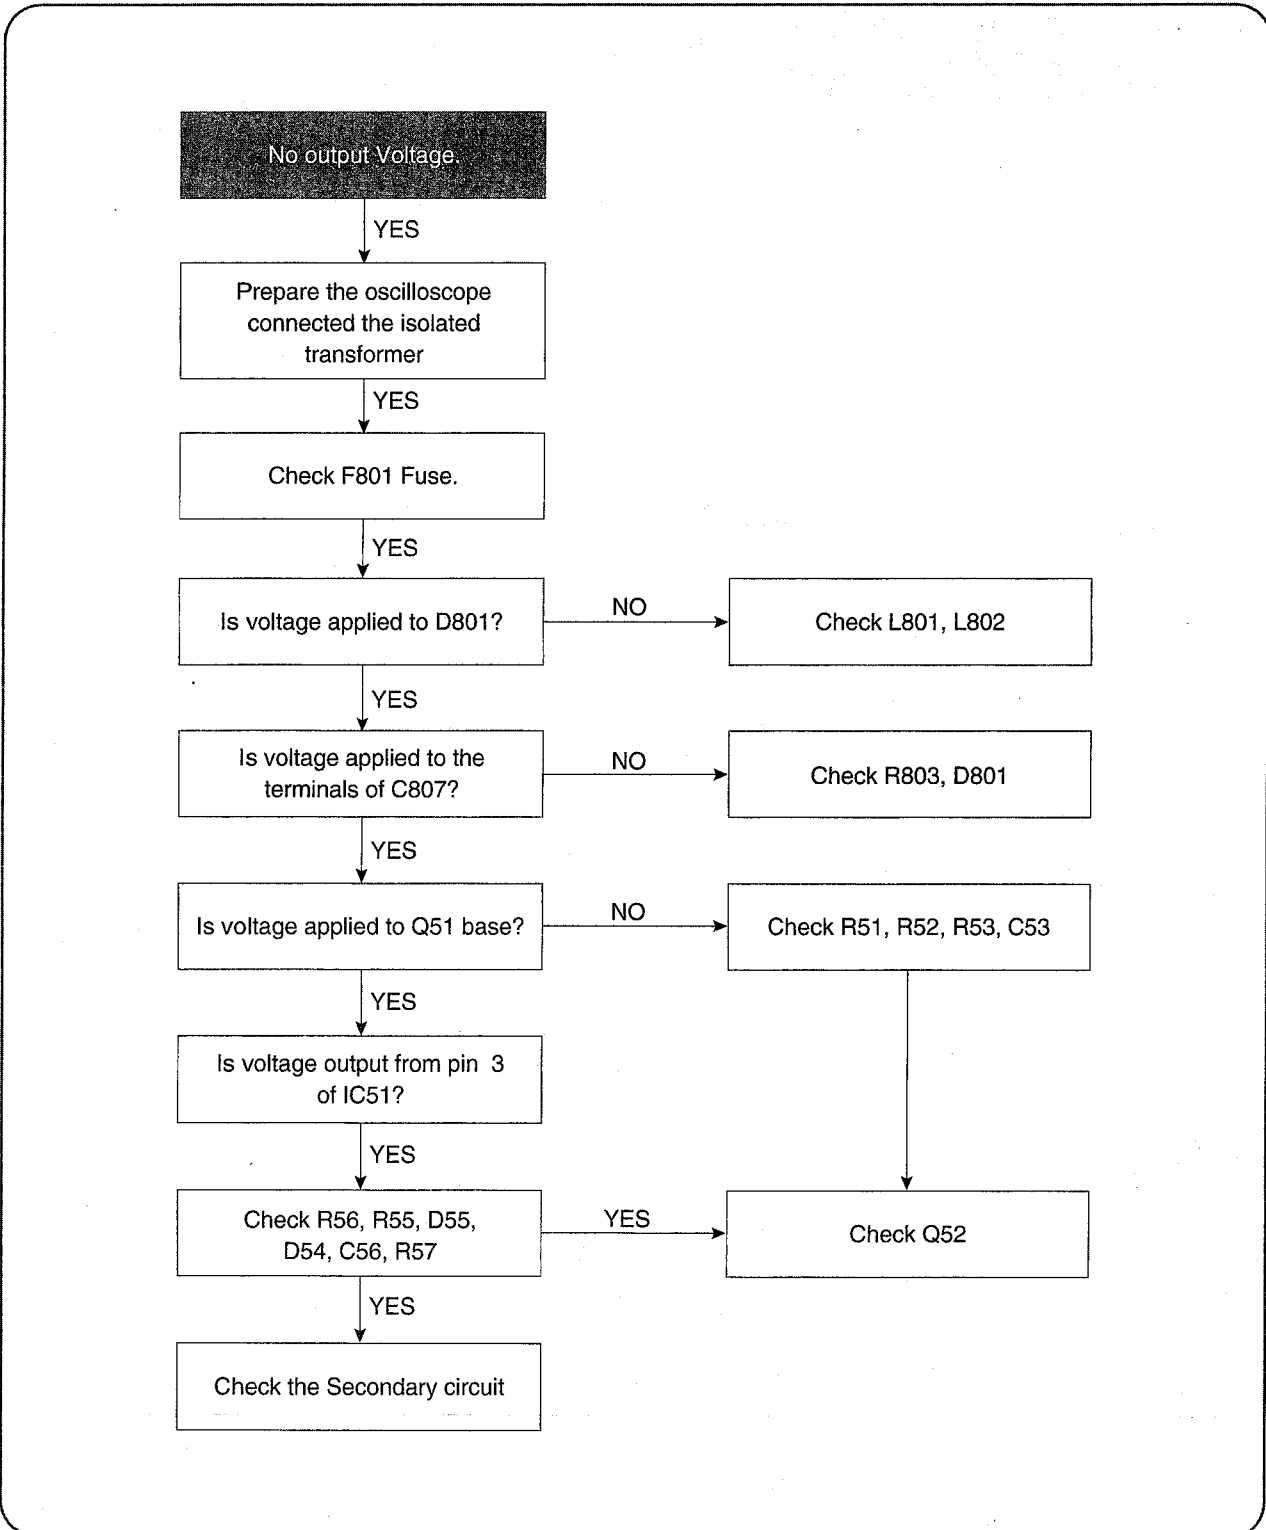 No output Voltage.
YES
Prepare the oscilloscope
connected the isolated
transformer
YES
Check F801 Fuse.
YES
Is voltage applied to D801?
NO
Check L801, L802
YES
Is voltage applied to the
terminals of C807?
NO
Check R803, D801
YES
Is voltage applied to Q51 base?
NO
Check R51, R52, R53, C53
YES
Is voltage output from pin 3
of IC51?
YES
Check R56, R55, D55,
D54, C56, R57
YES
Check Q52
YES
Check the Secondary circuit